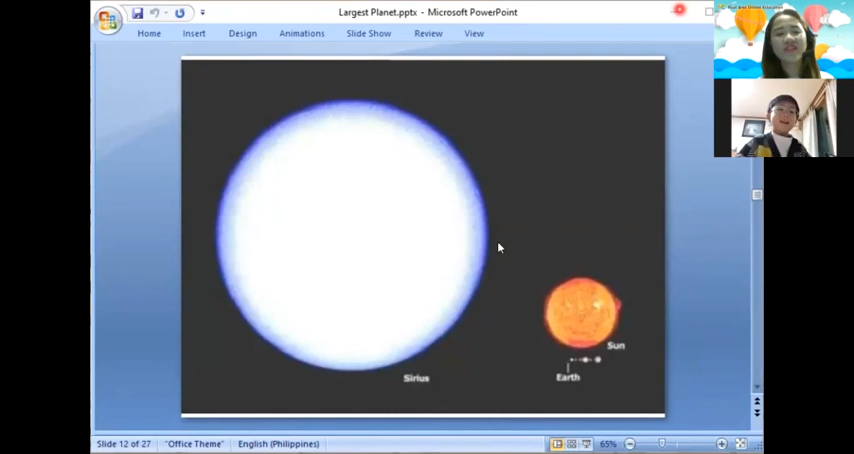 Largest Planet.pptx - Microsoft PowerPoint
Home Insert Design Animations Slide Show Review View
Sirius
Sun
Earth
Slide 12 of 27 "Office Theme" English (Philippines) 65%